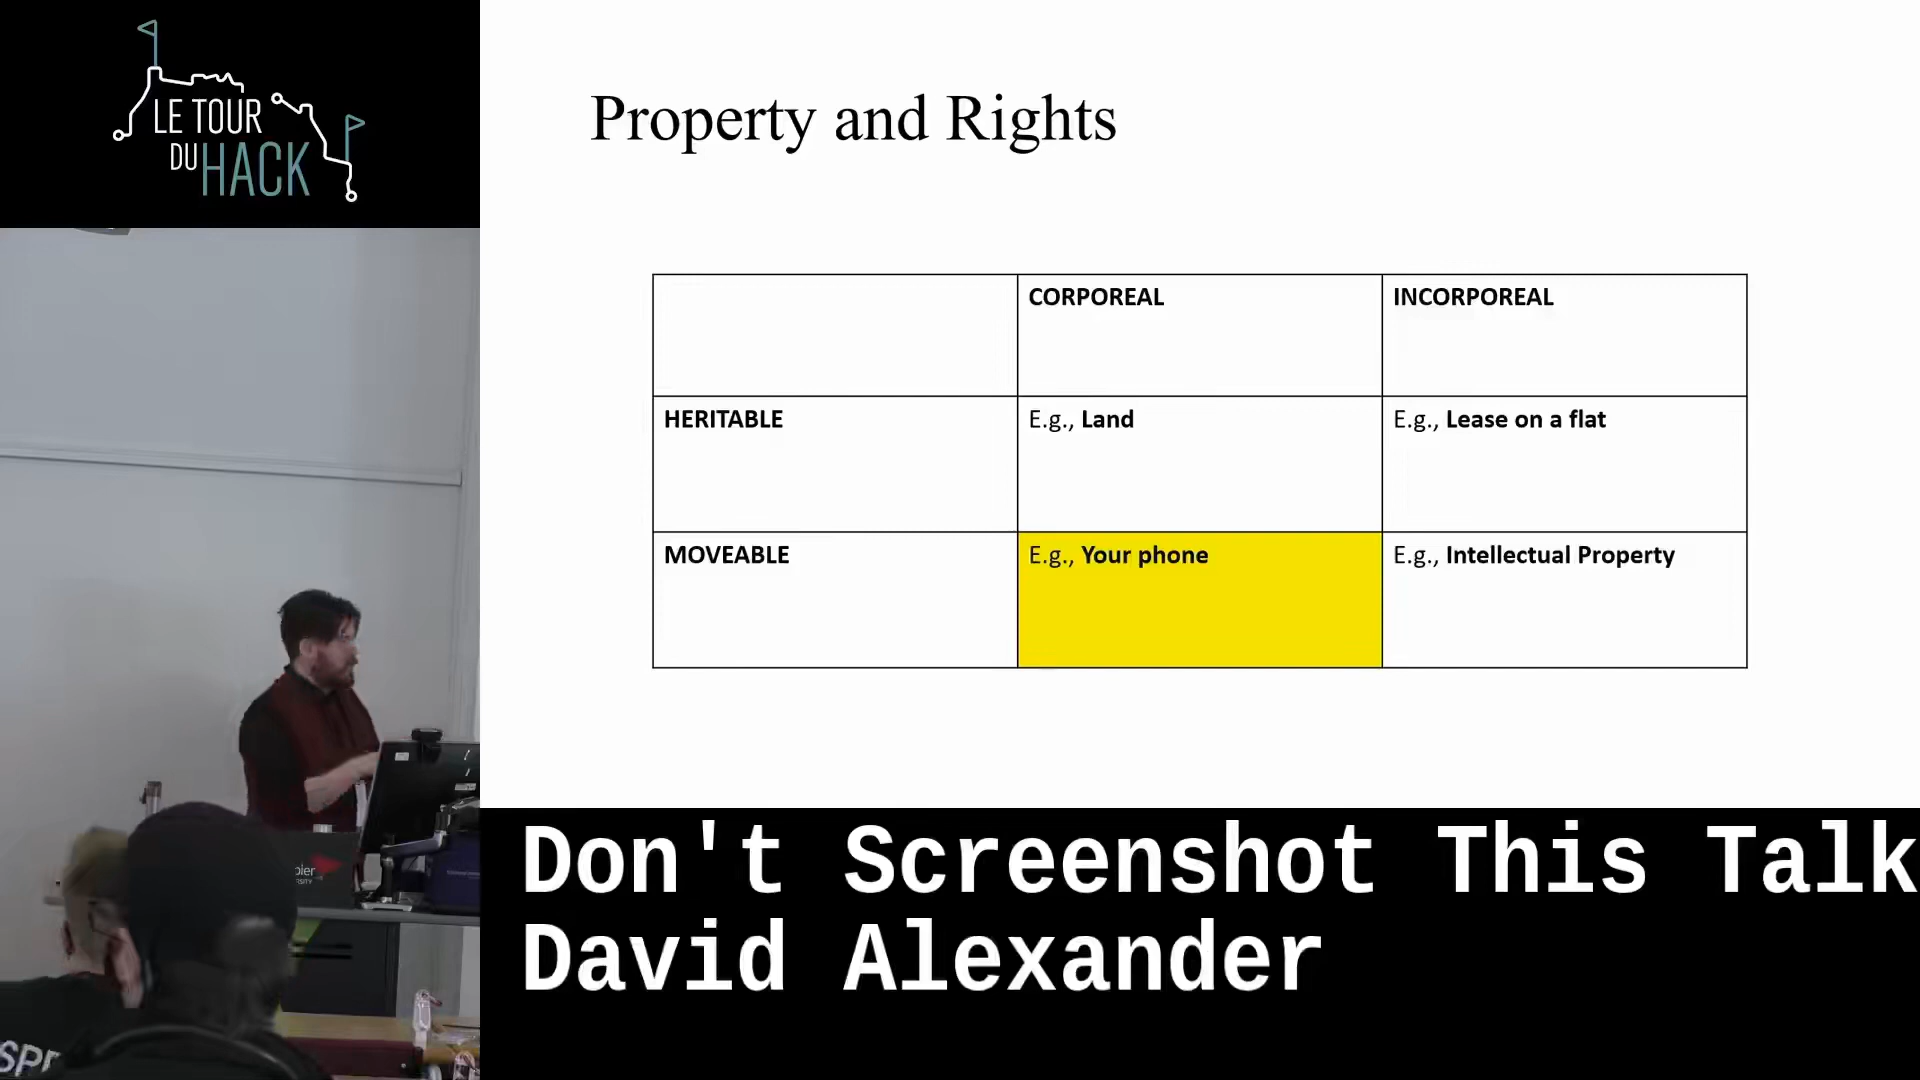 LE TOUR
DU HACK
Property and Rights
CORPOREAL INCORPOREAL
HERITABLE E.g., Land E.g., Lease on a flat
MOVEABLE E.g., Your phone E.g., Intellectual Property
Don't Screenshot This Talk
David Alexander